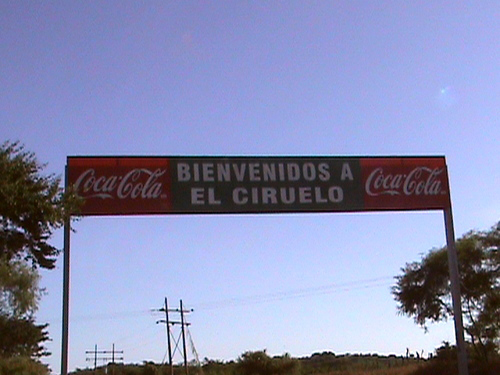 Coca-Cola
BIENVENIDOS A
EL CIRUELO
Coca-Cola